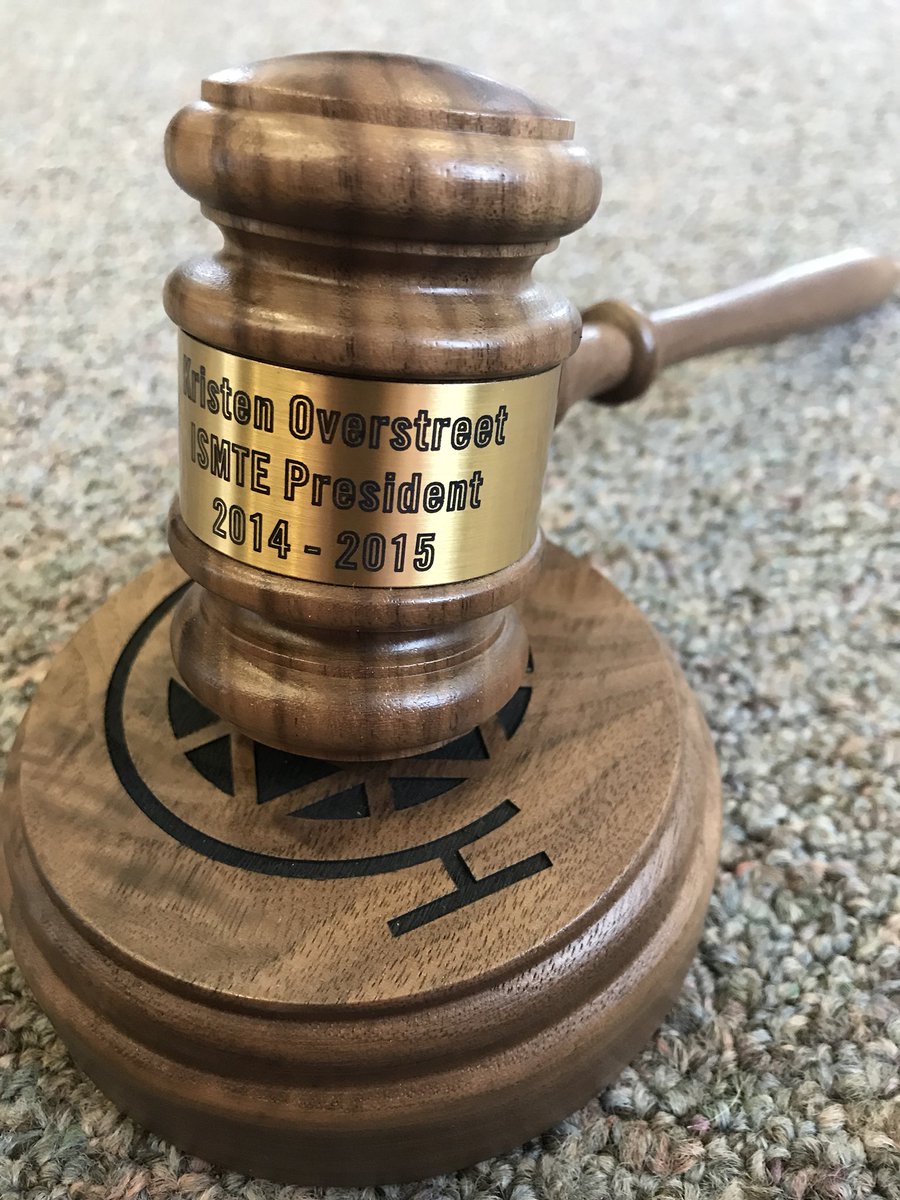 Kristen Overstreet
ISMTE President
2014 - 2015